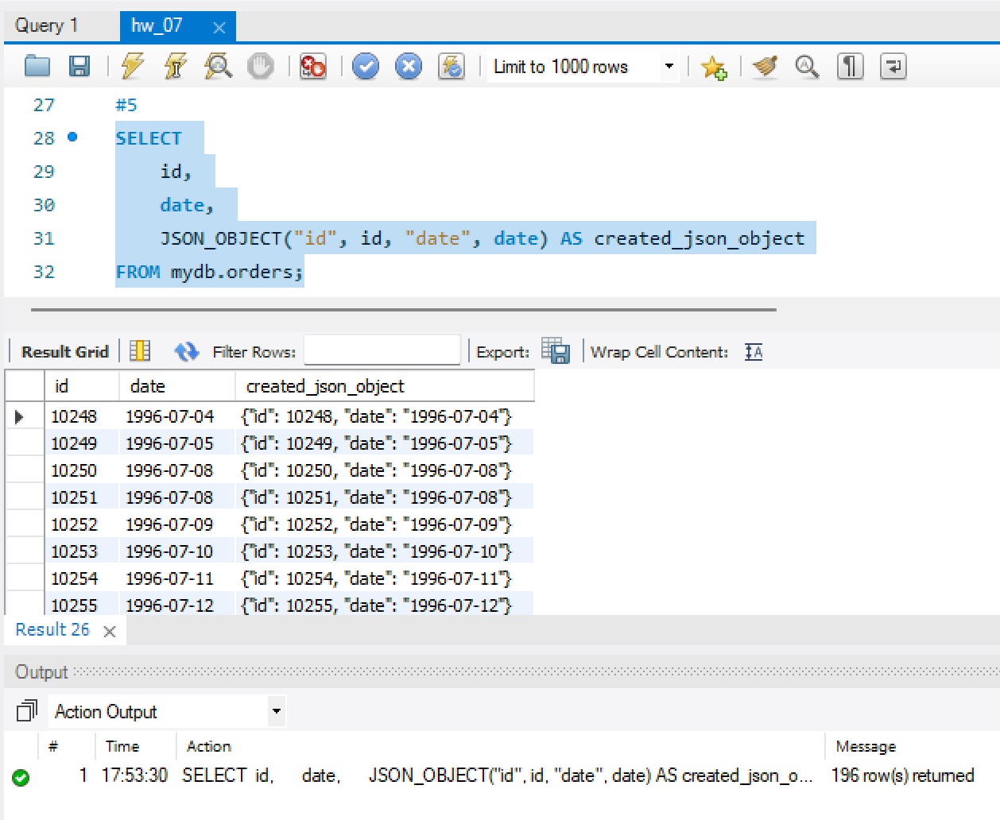 Query 1
hw_07
Limit to 1000 rows
27 #5
28 SELECT
29 id,
30 date,
31 JSON_OBJECT("id", id, "date", date) AS created_json_object
32 FROM mydb.orders;
Result Grid Filter Rows: Export: Wrap Cell Content:
id date created_json_object
10248 1996-07-04 {"id": 10248, "date": "1996-07-04"}
10249 1996-07-05 {"id": 10249, "date": "1996-07-05"}
10250 1996-07-08 {"id": 10250, "date": "1996-07-08"}
10251 1996-07-08 {"id": 10251, "date": "1996-07-08"}
10252 1996-07-09 {"id": 10252, "date": "1996-07-09"}
10253 1996-07-10 {"id": 10253, "date": "1996-07-10"}
10254 1996-07-11 {"id": 10254, "date": "1996-07-11"}
10255 1996-07-12 {"id": 10255, "date": "1996-07-12"}
Result 26
Output
Action Output
# Time Action Message
1 17:53:30 SELECT id, date, JSON_OBJECT("id", id, "date", date) AS created_json_o... 196 row(s) returned